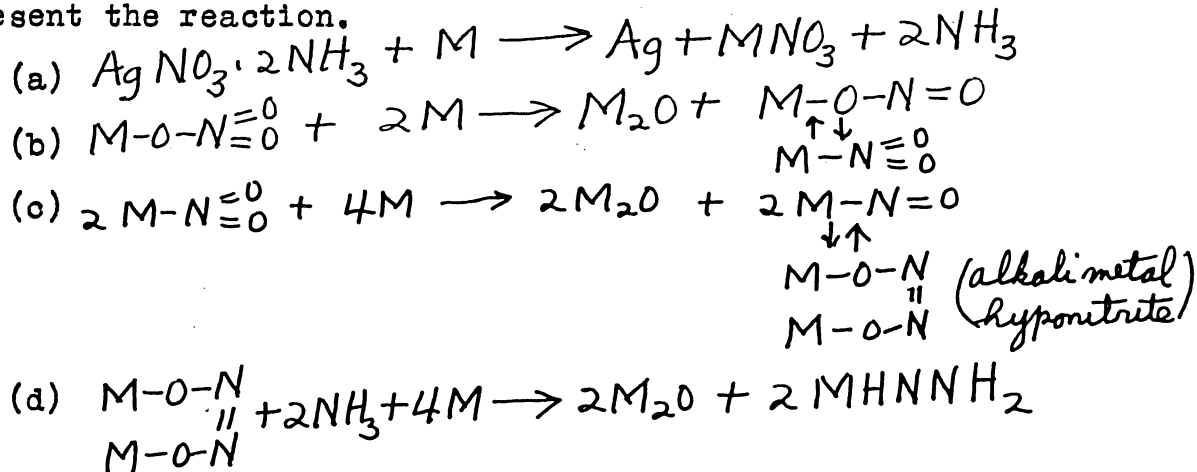 esent the reaction.
(a) AgNO₃·2NH₃ + M ⟶ Ag + MNO₃ + 2NH₃
(b) M-O-N=O + 2M ⟶ M₂O + M-O-N=O
=O ↑↓
M-N=O
=O
(c) 2 M-N=O + 4M ⟶ 2M₂O + 2 M-N=O
=O ↓↑
M-O-N (alkali metal
॥ hyponitrite)
M-O-N
(d) M-O-N
॥ +2NH₃+4M ⟶ 2M₂O + 2 MHNNH₂
M-O-N